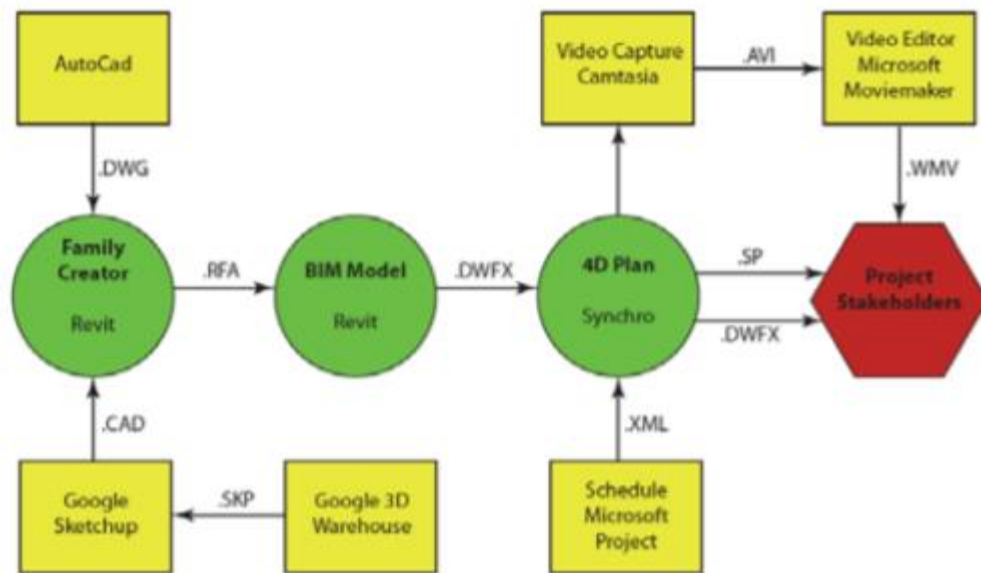 AutoCad
Video Capture
Camtasia
.AVI
Video Editor
Microsoft
Moviemaker
.DWG
.WMV
Family
Creator
Revit
.RFA
BIM Model
Revit
.DWFX
4D Plan
Synchro
.SP
.DWFX
Project
Stakeholders
.CAD
.XML
Google
Sketchup
.SKP
Google 3D
Warehouse
Schedule
Microsoft
Project